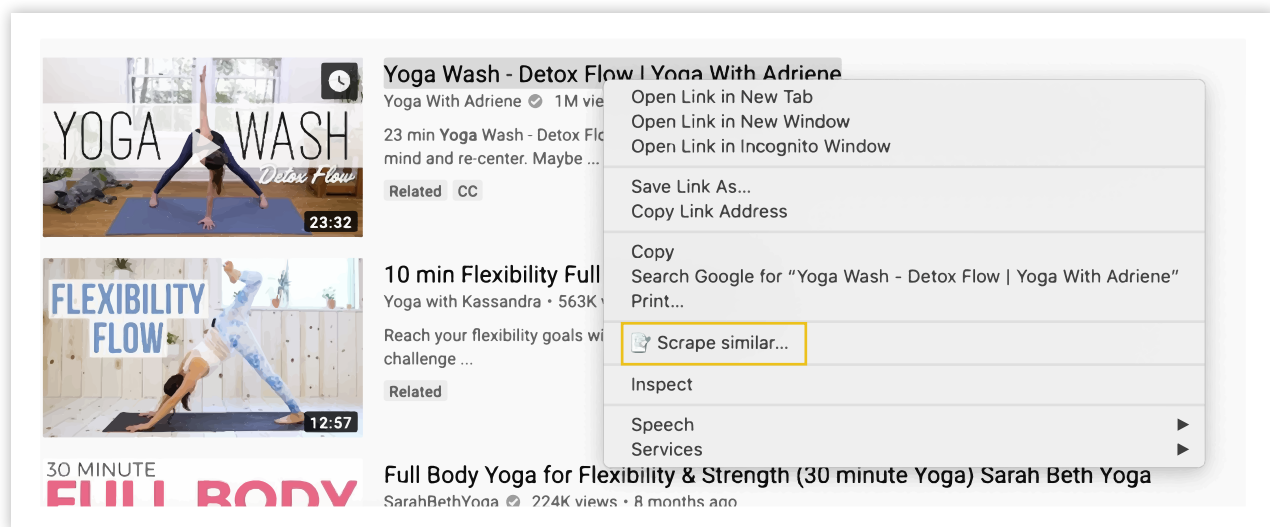 YOGA WASH
Detox Flow
23:32
Yoga Wash - Detox Flow | Yoga With Adriene
Yoga With Adriene 1M
23 min Yoga Wash - Detox
mind and re-center. Maybe ...
Related CC
FLEXIBILITY
FLOW
12:57
10 min Flexibility Full
Yoga with Kassandra • 563K
Reach your flexibility goals
challenge ...
Related
30 MINUTE
FULL BODY
Full Body Yoga for Flexibility & Strength (30 minute Yoga) Sarah Beth Yoga
SarahBethYoga 224K views • 8 months ago
Open Link in New Tab
Open Link in New Window
Open Link in Incognito Window
Save Link As...
Copy Link Address
Copy
Search Google for “Yoga Wash - Detox Flow | Yoga With Adriene”
Print...
Scrape similar...
Inspect
Speech
Services